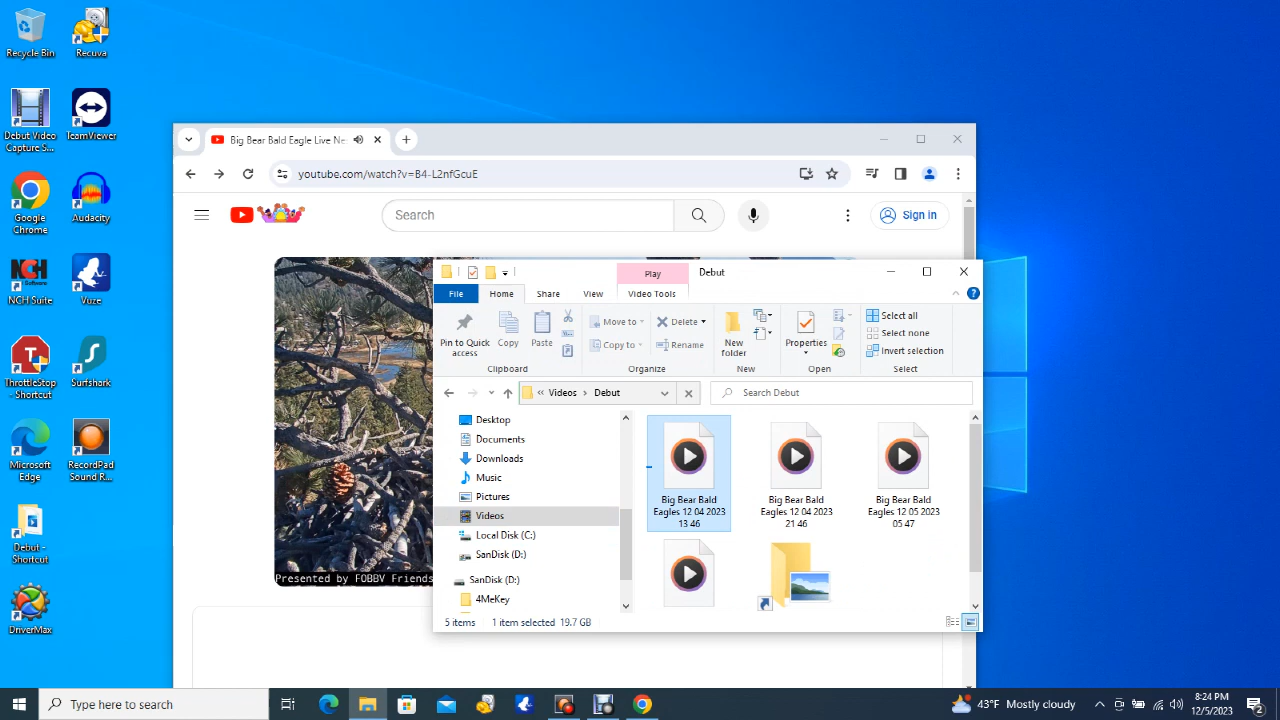 Recycle Bin
Recuva
Debut Video
Capture S...
TeamViewer
Google
Chrome
Audacity
NCH
Software
NCH Suite
Vuze
ThrottleStop
- Shortcut
Surfshark
Microsoft
Edge
RecordPad
Sound R...
Debut -
Shortcut
DriverMax
Big Bear Bald Eagle Live Nes
youtube.com/watch?v=B4-L2nfGcuE
Search
Sign in
Presented by FOBBV Friends
Play
Debut
File
Home
Share
View
Video Tools
Pin to Quick
access
Copy
Paste
Move to
Copy to
Delete
Rename
New
folder
Properties
Select all
Select none
Invert selection
Clipboard
Organize
New
Open
Select
Videos
Debut
Search Debut
Desktop
Documents
Downloads
Music
Pictures
Videos
Local Disk (C:)
SanDisk (D:)
SanDisk (D:)
4MeKey
Big Bear Bald
Eagles 12 04 2023
13 46
Big Bear Bald
Eagles 12 04 2023
21 46
Big Bear Bald
Eagles 12 05 2023
05 47
5 items
1 item selected 19.7 GB
Type here to search
43°F Mostly cloudy
8:24 PM
12/5/2023
2